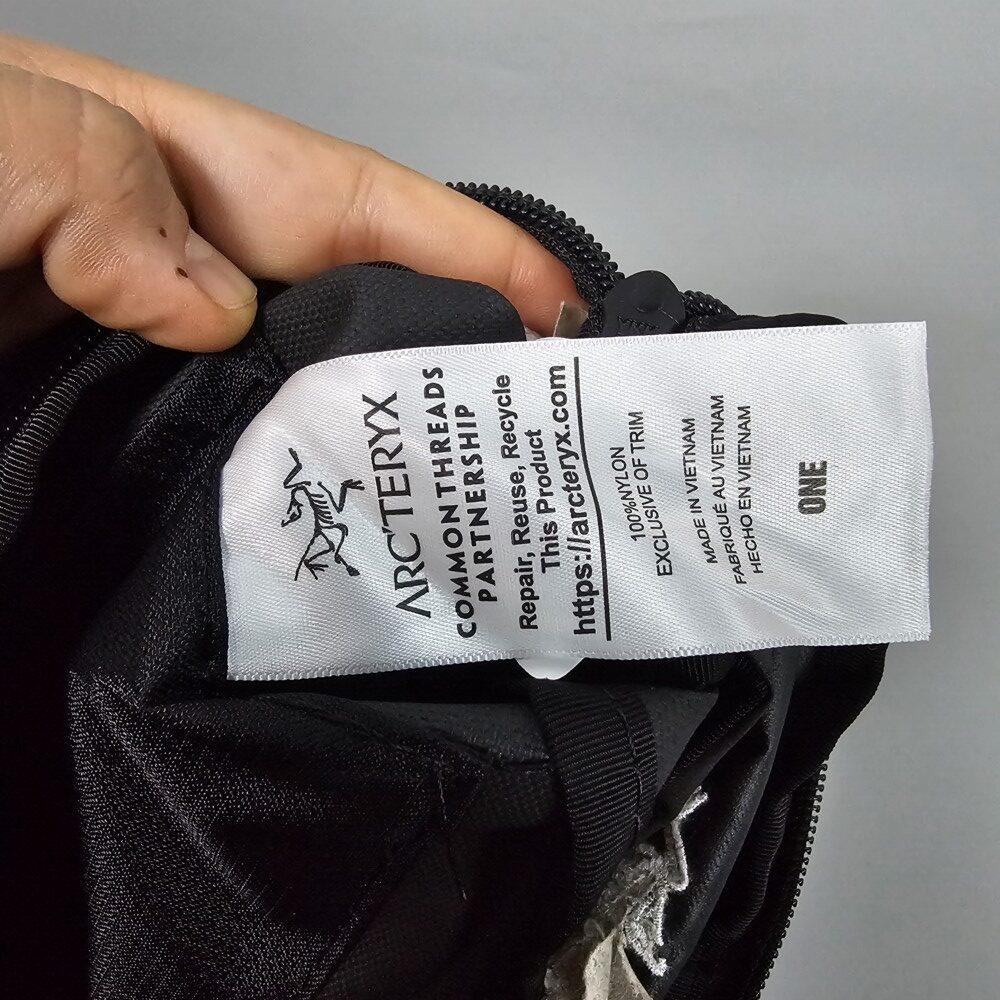 ARC'TERYX
COMMON THREADS
PARTNERSHIP
Repair, Reuse, Recycle
This Product
https://arcteryx.com
100%NYLON
EXCLUSIVE OF TRIM
MADE IN VIETNAM
FABRIQUÉ AU VIETNAM
HECHO EN VIETNAM
ONE